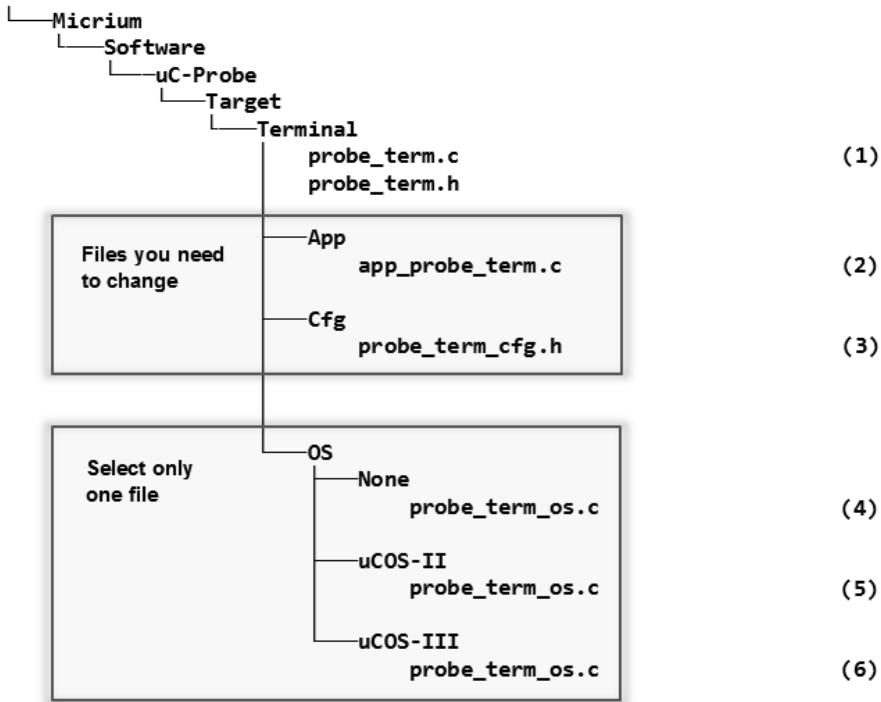 Micrium
Software
uC-Probe
Target
Terminal
probe_term.c (1)
probe_term.h
Files you need
to change
App
app_probe_term.c (2)
Cfg
probe_term_cfg.h (3)
Select only
one file
OS
None
probe_term_os.c (4)
uCOS-II
probe_term_os.c (5)
uCOS-III
probe_term_os.c (6)